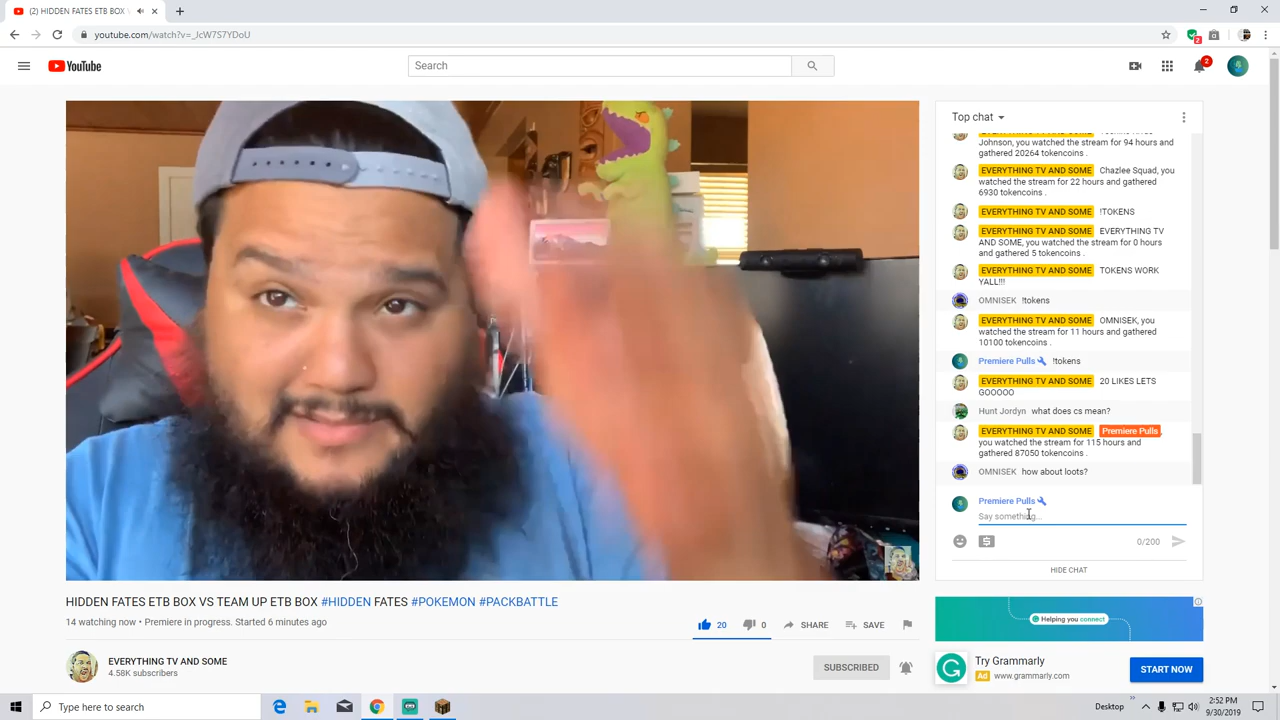 (2) HIDDEN FATES ETB BOX
youtube.com/watch?v=_JcW7S7YDoU
YouTube
Search
2
Top chat
Johnson, you watched the stream for 94 hours and
gathered 20264 tokencoins .
EVERYTHING TV AND SOME Chazlee Squad, you
watched the stream for 22 hours and gathered
6930 tokencoins .
EVERYTHING TV AND SOME !TOKENS
EVERYTHING TV AND SOME EVERYTHING TV
AND SOME, you watched the stream for 0 hours
and gathered 5 tokencoins .
EVERYTHING TV AND SOME TOKENS WORK
YALL!!!
OMNISEK !tokens
EVERYTHING TV AND SOME OMNISEK, you
watched the stream for 11 hours and gathered
10100 tokencoins .
Premiere Pulls !tokens
EVERYTHING TV AND SOME 20 LIKES LETS
GOOOOO
Hunt Jordyn what does cs mean?
EVERYTHING TV AND SOME Premiere Pulls ,
you watched the stream for 115 hours and
gathered 87050 tokencoins .
OMNISEK how about loots?
Premiere Pulls
Say something...
0/200
HIDE CHAT
HIDDEN FATES ETB BOX VS TEAM UP ETB BOX #HIDDEN FATES #POKEMON #PACKBATTLE
14 watching now • Premiere in progress. Started 6 minutes ago
20 0 SHARE SAVE
EVERYTHING TV AND SOME
4.58K subscribers
SUBSCRIBED
Helping you connect
Try Grammarly
Ad www.grammarly.com
START NOW
Type here to search
Desktop
2:52 PM
9/30/2019